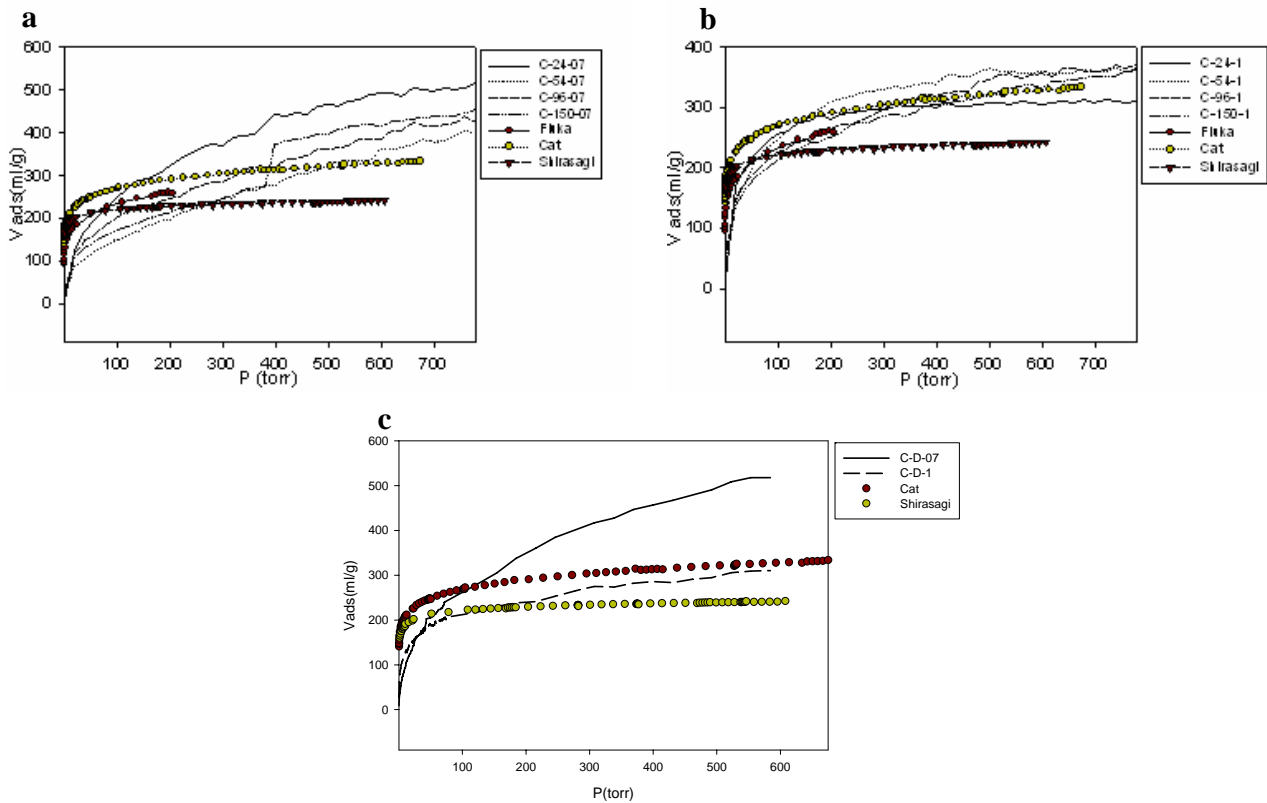 a
600
500
400
300
200
100
0
V ads(ml/g)
100 200 300 400 500 600 700
P (torr)
C-24-07
C-54-07
C-96-07
C-150-07
Fluka
Cat
Shirasagi
b
400
300
200
100
0
V ads(ml/g)
100 200 300 400 500 600 700
P (torr)
C-24-1
C-54-1
C-96-1
C-150-1
Fluka
Cat
Shirasagi
c
600
500
400
300
200
100
0
Vads(ml/g)
100 200 300 400 500 600
P(torr)
C-D-07
C-D-1
Cat
Shirasagi